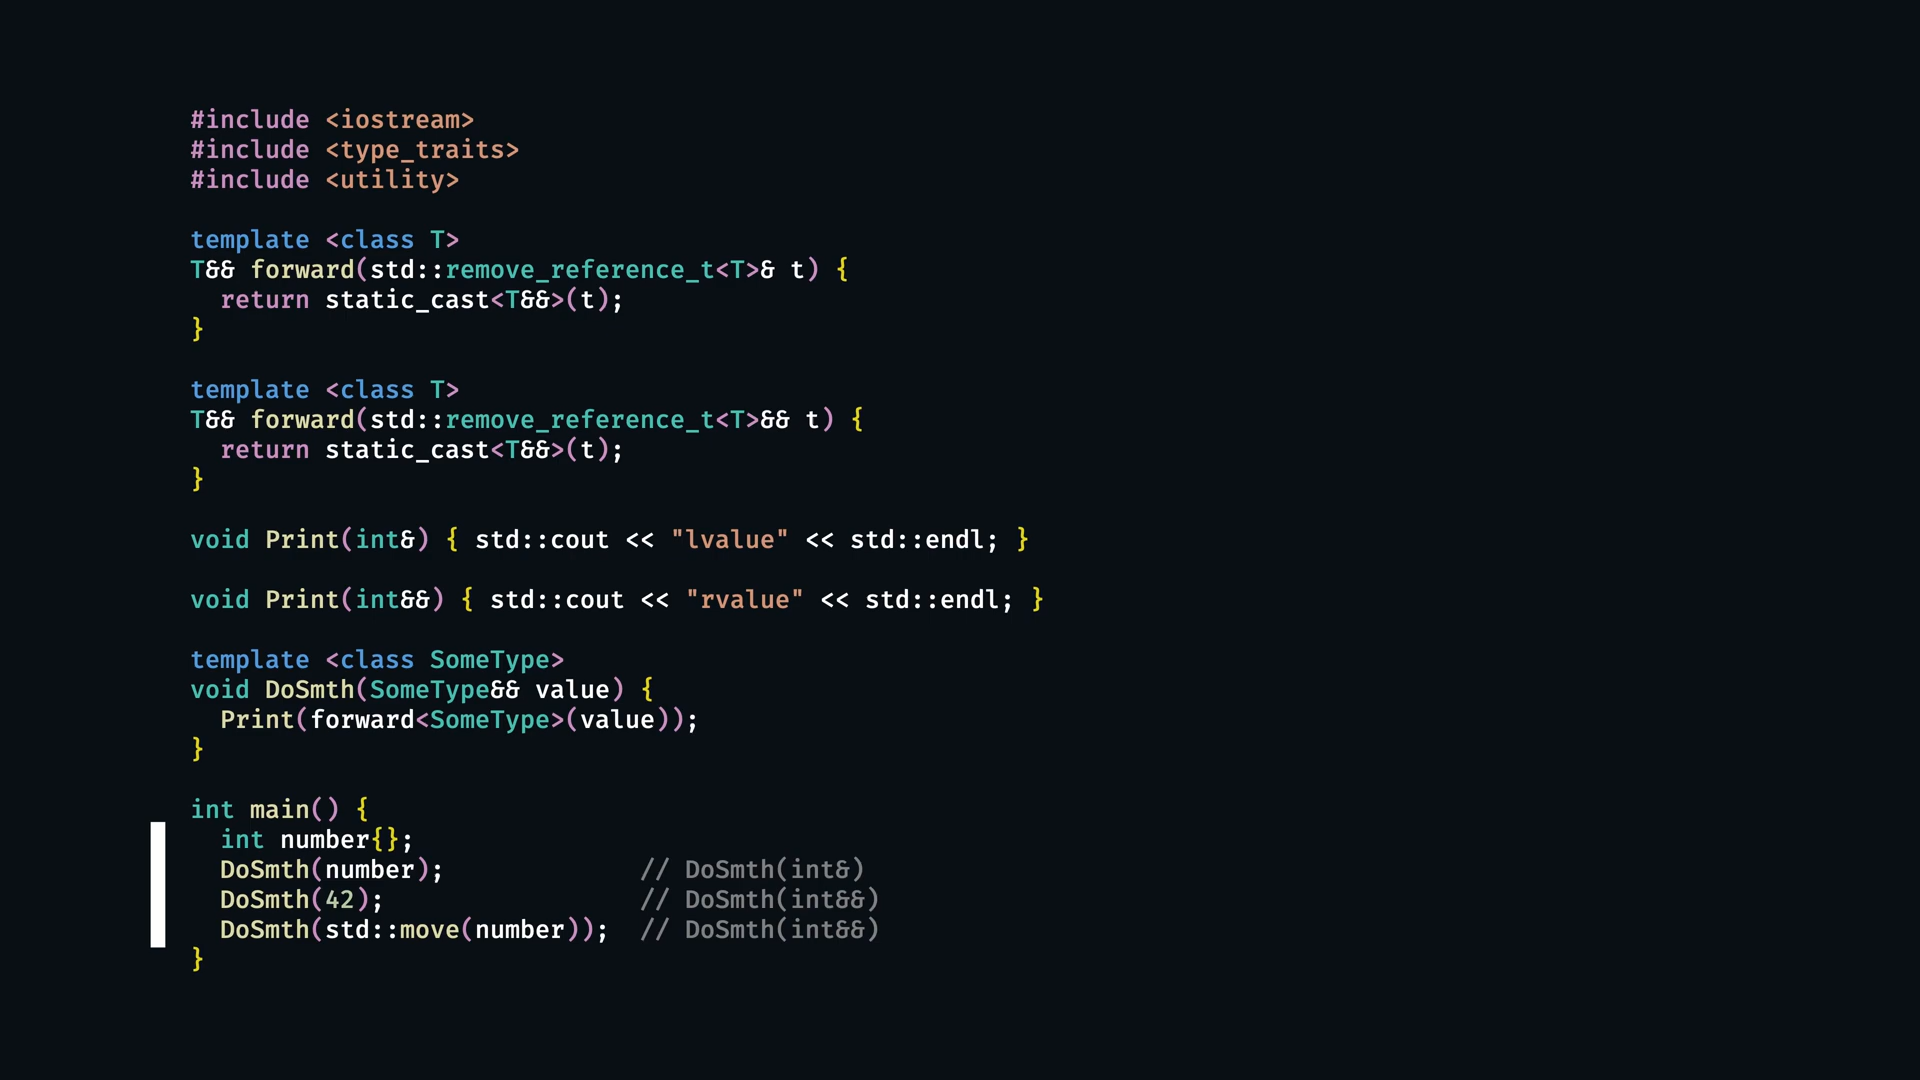 #include <iostream>
#include <type_traits>
#include <utility>
template <class T>
T&& forward(std::remove_reference_t<T>& t) {
  return static_cast<T&&>(t);
}
template <class T>
T&& forward(std::remove_reference_t<T>&& t) {
  return static_cast<T&&>(t);
}
void Print(int&) { std::cout << "lvalue" << std::endl; }
void Print(int&&) { std::cout << "rvalue" << std::endl; }
template <class SomeType>
void DoSmth(SomeType&& value) {
  Print(forward<SomeType>(value));
}
int main() {
  int number{};
  DoSmth(number);             // DoSmth(int&)
  DoSmth(42);                 // DoSmth(int&&)
  DoSmth(std::move(number));  // DoSmth(int&&)
}